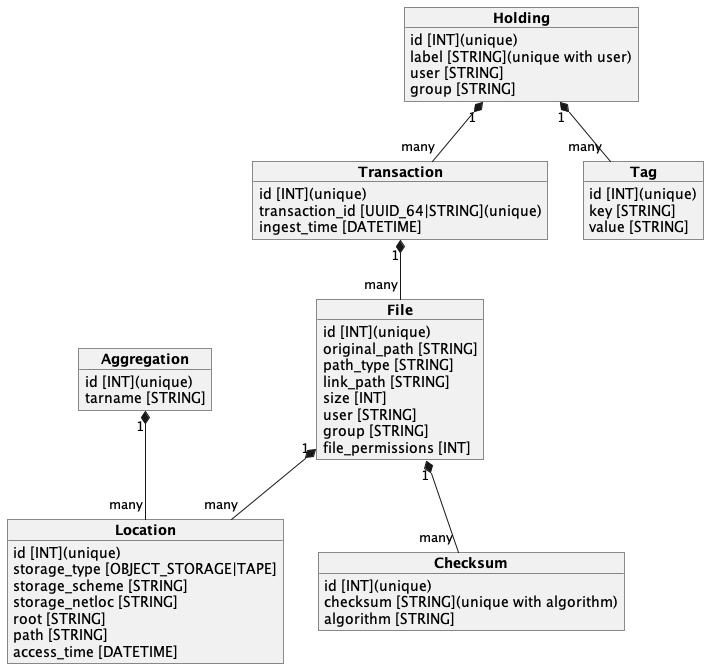 Holding
id [INT](unique)
label [STRING](unique with user)
user [STRING]
group [STRING]
1
1
many
many
Transaction
id [INT](unique)
transaction_id [UUID_64|STRING](unique)
ingest_time [DATETIME]
Tag
id [INT](unique)
key [STRING]
value [STRING]
1
many
File
id [INT](unique)
original_path [STRING]
path_type [STRING]
link_path [STRING]
size [INT]
user [STRING]
group [STRING]
file_permissions [INT]
Aggregation
id [INT](unique)
tarname [STRING]
1
1
1
many
many
many
Location
id [INT](unique)
storage_type [OBJECT_STORAGE|TAPE]
storage_scheme [STRING]
storage_netloc [STRING]
root [STRING]
path [STRING]
access_time [DATETIME]
Checksum
id [INT](unique)
checksum [STRING](unique with algorithm)
algorithm [STRING]